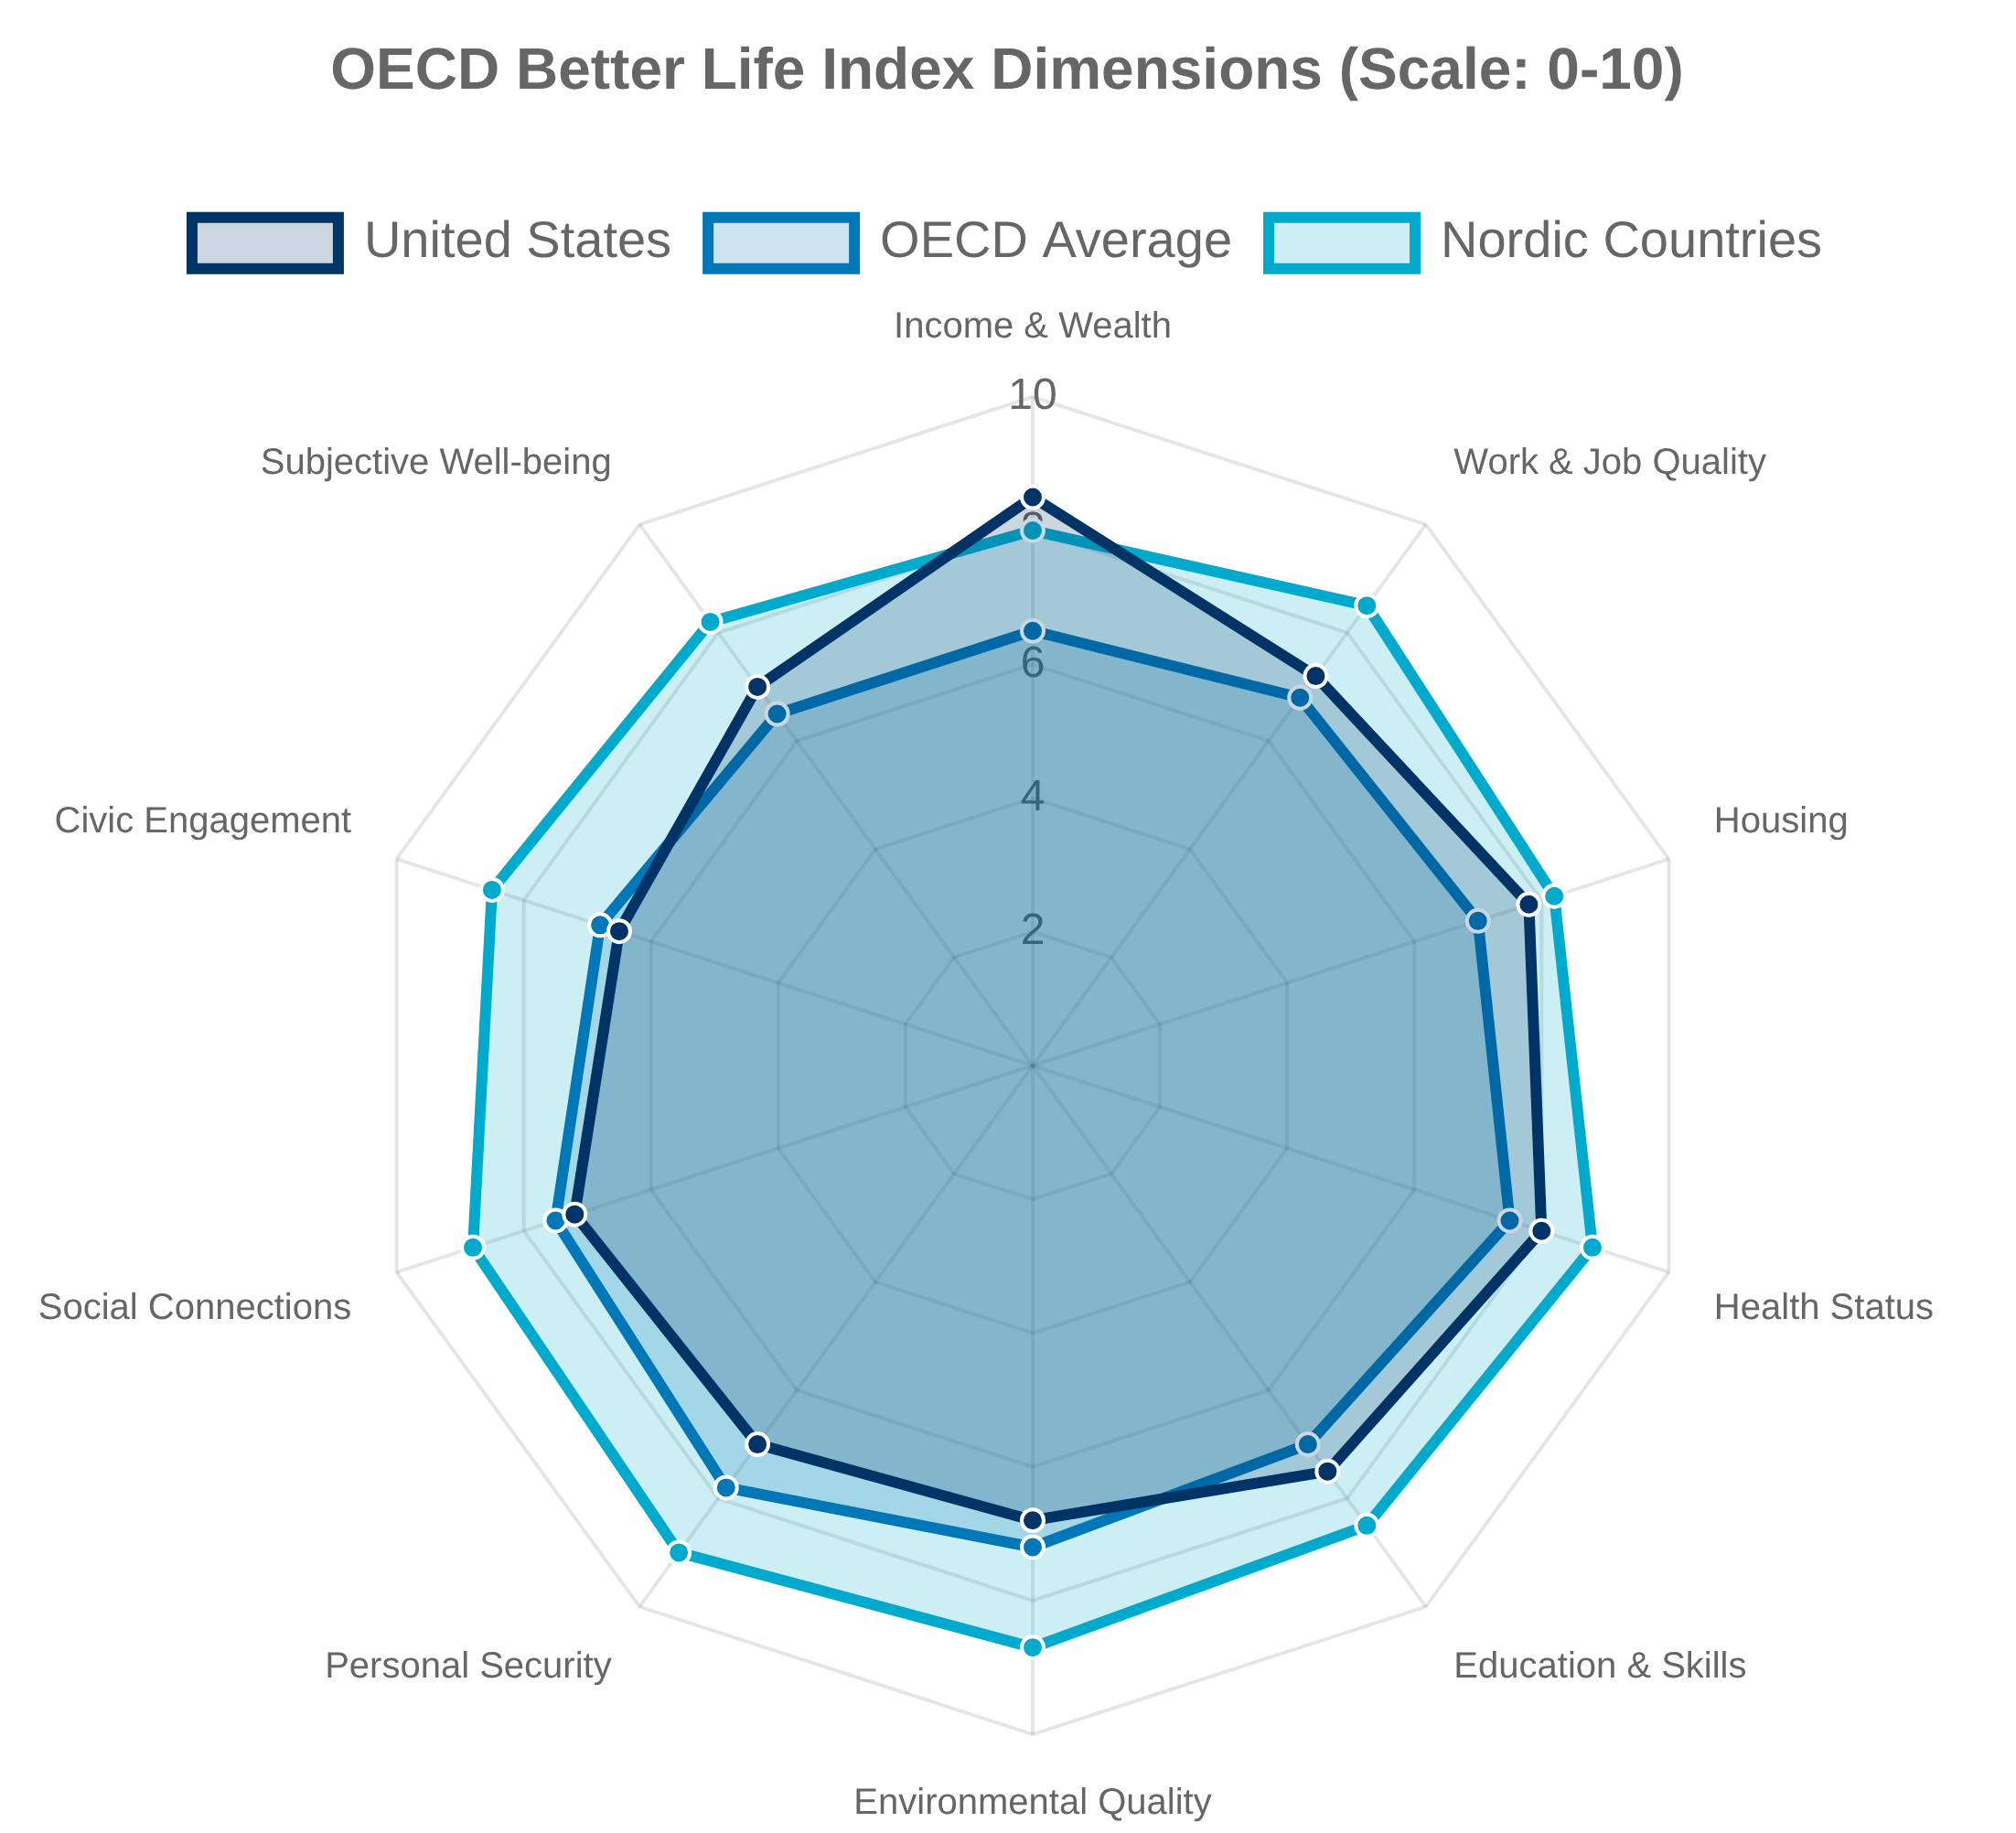 OECD Better Life Index Dimensions (Scale: 0-10)
United States OECD Average Nordic Countries
Income & Wealth
10
Subjective Well-being Work & Job Quality
6
4
Civic Engagement Housing
2
Social Connections Health Status
Personal Security Education & Skills
Environmental Quality